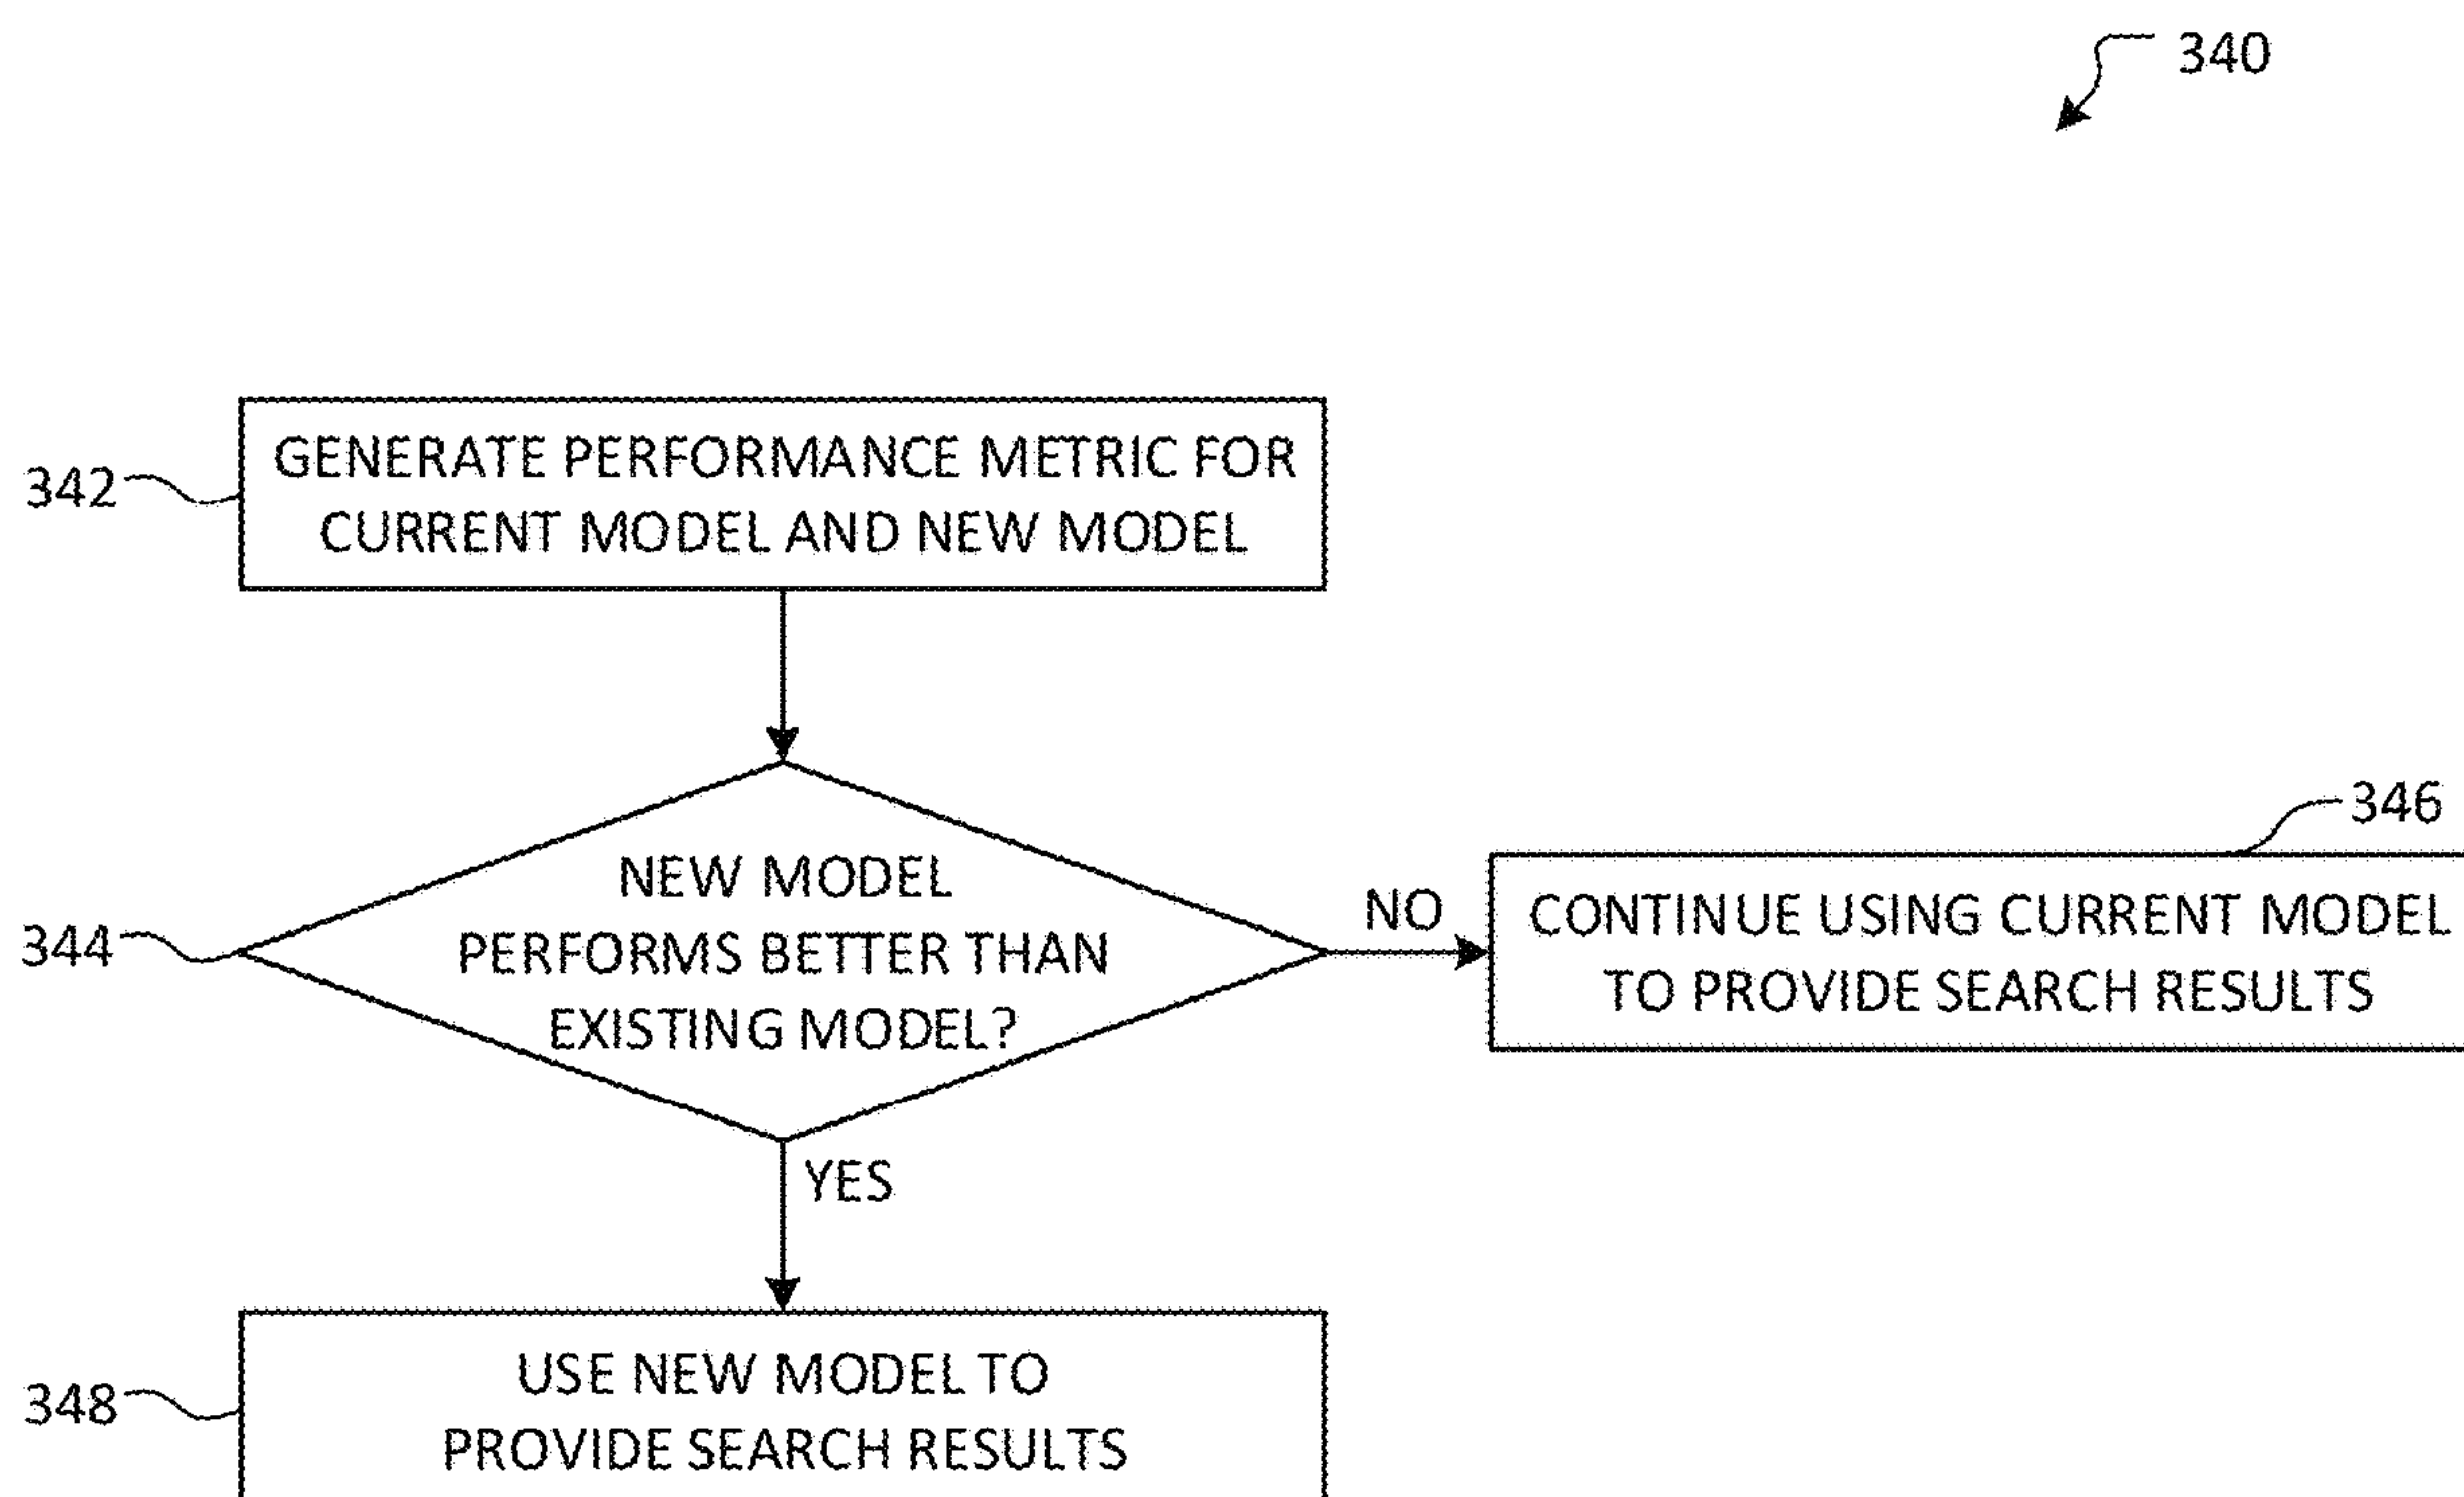 340
342
GENERATE PERFORMANCE METRIC FOR
CURRENT MODEL AND NEW MODEL
344
NEW MODEL
PERFORMS BETTER THAN
EXISTING MODEL?
NO
346
CONTINUE USING CURRENT MODEL
TO PROVIDE SEARCH RESULTS
YES
348
USE NEW MODEL TO
PROVIDE SEARCH RESULTS